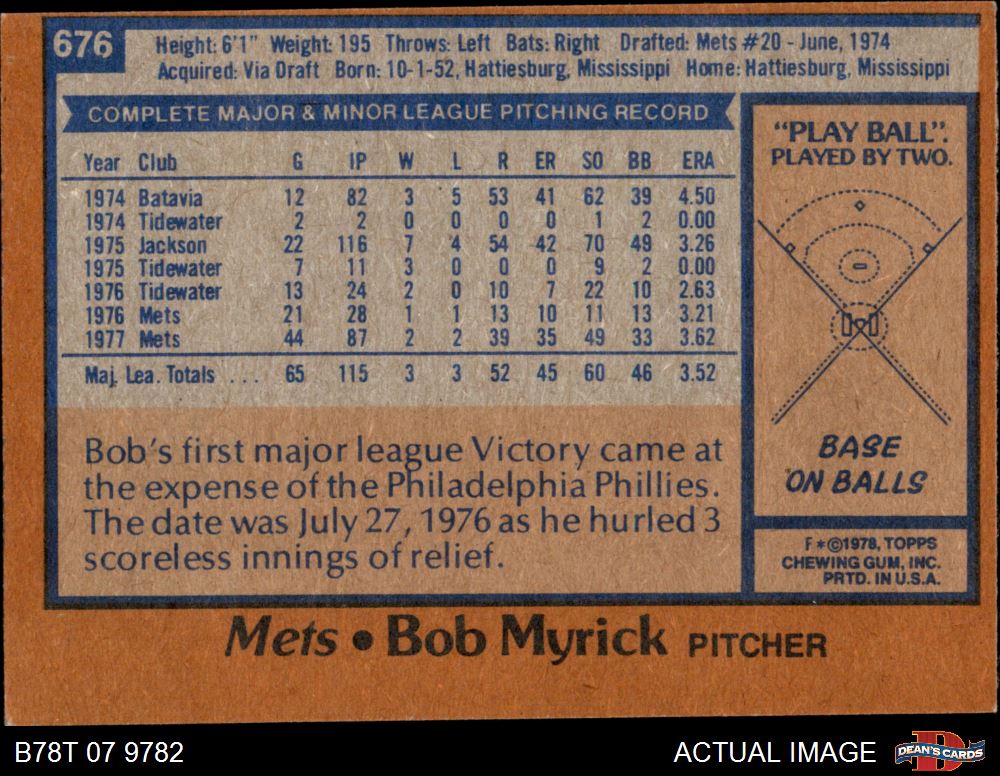 676
Height: 6'1" Weight: 195 Throws: Left Bats: Right Drafted: Mets #20 - June, 1974
Acquired: Via Draft Born: 10-1-52, Hattiesburg, Mississippi Home: Hattiesburg, Mississippi
COMPLETE MAJOR & MINOR LEAGUE PITCHING RECORD
Year Club G IP W L R ER SO BB ERA
1974 Batavia 12 82 3 5 53 41 62 39 4.50
1974 Tidewater 2 2 0 0 0 0 1 2 0.00
1975 Jackson 22 116 7 4 54 42 70 49 3.26
1975 Tidewater 7 11 3 0 0 0 9 2 0.00
1976 Tidewater 13 24 2 0 10 7 22 10 2.63
1976 Mets 21 28 1 1 13 10 11 13 3.21
1977 Mets 44 87 2 2 39 35 49 33 3.62
Maj. Lea. Totals ... 65 115 3 3 52 45 60 46 3.52
Bob's first major league Victory came at
the expense of the Philadelphia Phillies.
The date was July 27, 1976 as he hurled 3
scoreless innings of relief.
"PLAY BALL".
PLAYED BY TWO.
BASE
ON BALLS
F*©1978, TOPPS
CHEWING GUM, INC.
PRTD. IN U.S.A.
Mets • Bob Myrick PITCHER
B78T 07 9782
ACTUAL IMAGE
D
DEAN'S CARDS